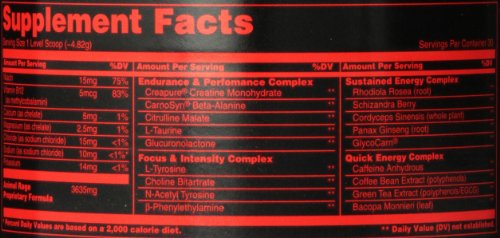 Supplement Facts
Serving Size 1 Level Scoop (~4.82g)
Servings Per Container 30
Amount Per Serving %DV
Niacin 15mg 75%
Vitamin B12 5mcg 83%
(as methylcobalamin)
Calcium (as chelate) 5mg 1%
Magnesium (as chelate) 2.5mg 1%
Chloride (as sodium chloride) 15mg <1%
Sodium (as sodium chloride) 10mg <1%*
Potassium 14mg <1%
Animal Rage 3635mg
Proprietary Formula
Amount Per Serving %DV
Endurance & Perfomance Complex
Creapure® Creatine Monohydrate **
CarnoSyn® Beta-Alanine **
Citrulline Malate **
L-Taurine **
Glucuronolactone **
Focus & Intensity Complex
L-Tyrosine **
Choline Bitartrate **
N-Acetyl Tyrosine **
β-Phenylethylamine **
Amount Per Serving
Sustained Energy Complex
Rhodiola Rosea (root)
Schizandra Berry
Cordyceps Sinensis (whole plant)
Panax Ginseng (root)
GlycoCarn®
Quick Energy Complex
Caffeine Anhydrous
Coffee Bean Extract (polyphenols)
Green Tea Extract (polyphenols/EGCG)
Bacopa Monnieri (leaf)
* Percent Daily Values are based on a 2,000 calorie diet.
** Daily Value (DV) not established